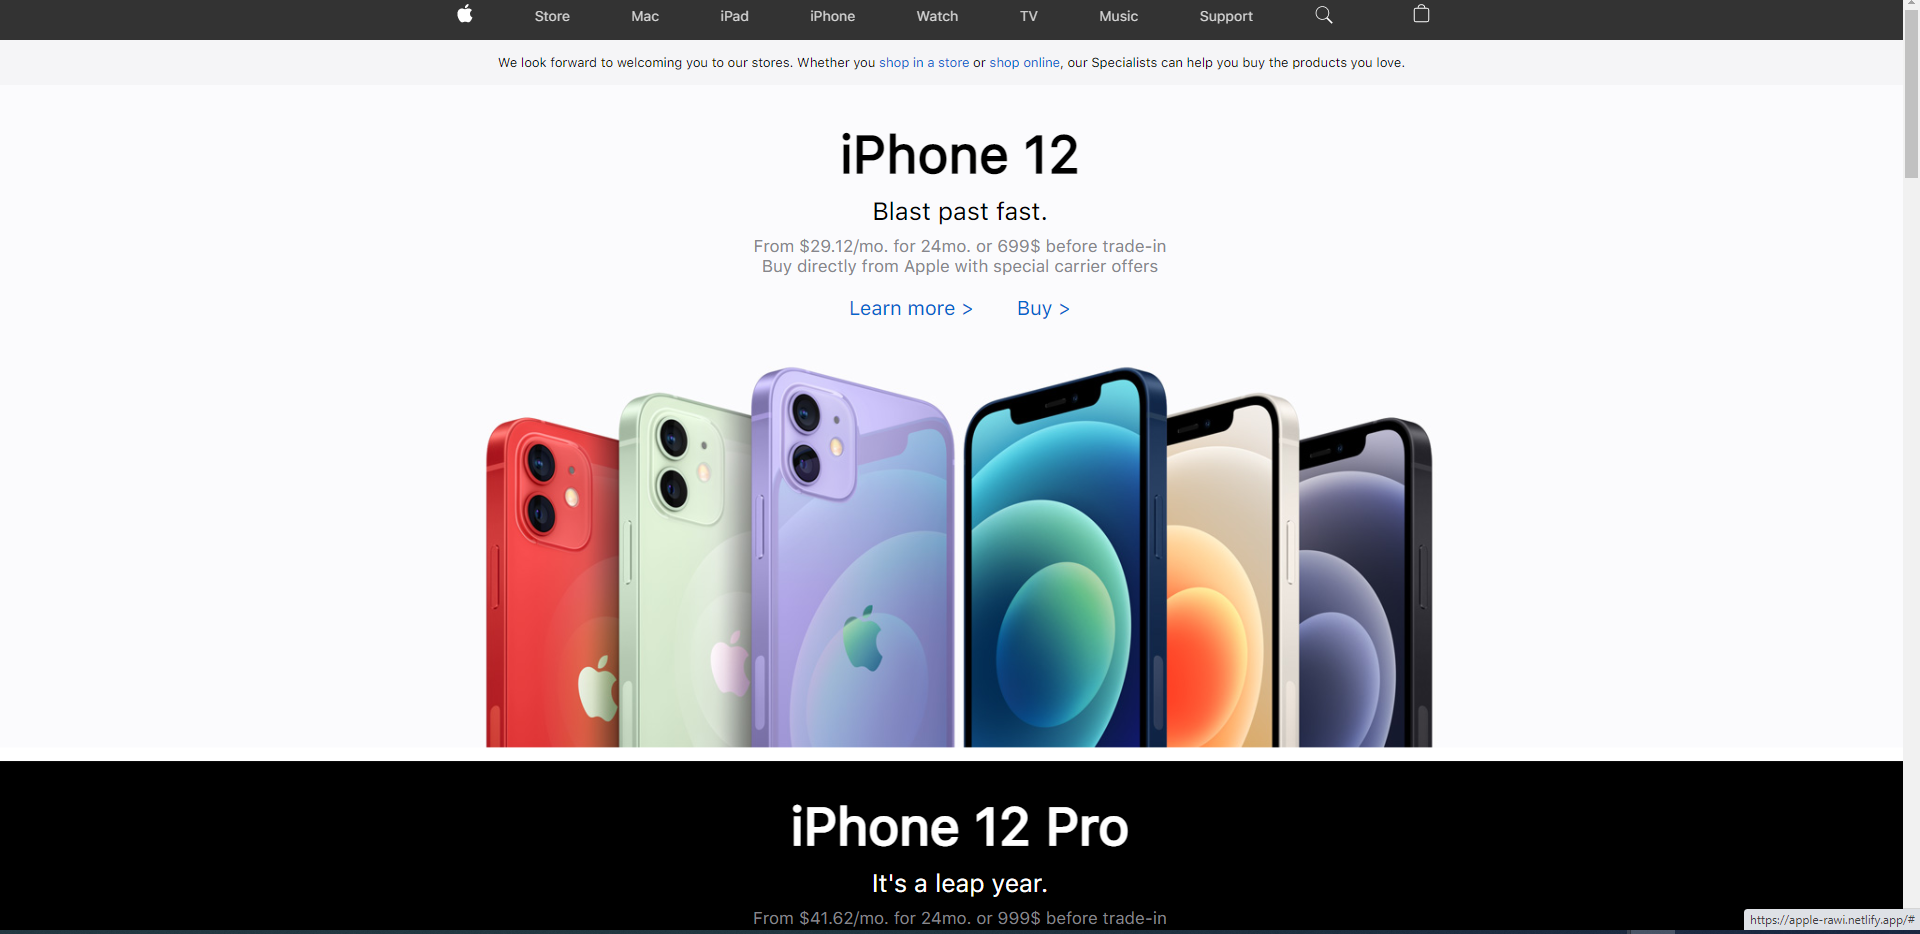 Store Mac iPad iPhone Watch TV Music Support
We look forward to welcoming you to our stores. Whether you shop in a store or shop online, our Specialists can help you buy the products you love.
iPhone 12
Blast past fast.
From $29.12/mo. for 24mo. or 699$ before trade-in
Buy directly from Apple with special carrier offers
Learn more > Buy >
iPhone 12 Pro
It's a leap year.
From $41.62/mo. for 24mo. or 999$ before trade-in
https://apple-rawi.netlify.app/#